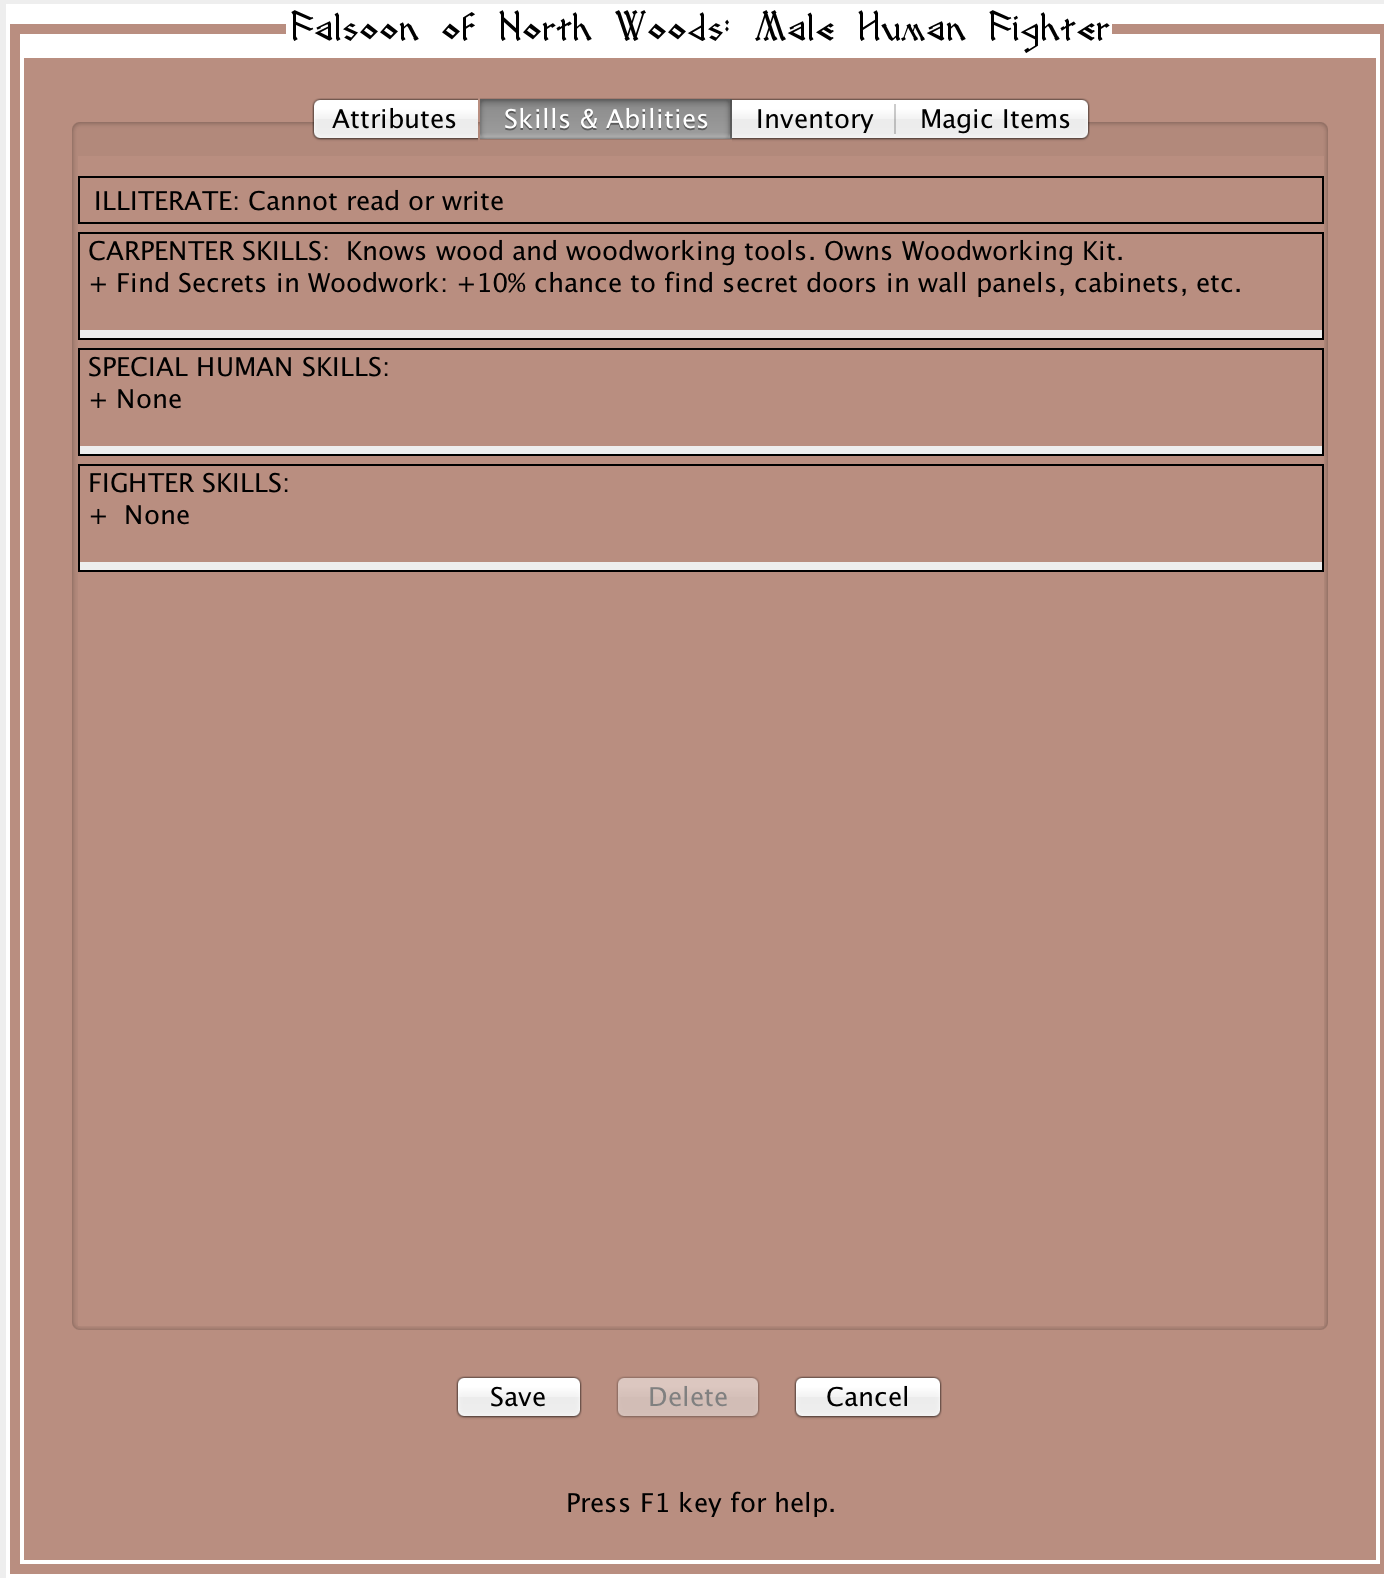 Falsoon of North Woods: Male Human Fighter
Attributes Skills & Abilities Inventory Magic Items
ILLITERATE: Cannot read or write
CARPENTER SKILLS: Knows wood and woodworking tools. Owns Woodworking Kit.
+ Find Secrets in Woodwork: +10% chance to find secret doors in wall panels, cabinets, etc.
SPECIAL HUMAN SKILLS:
+ None
FIGHTER SKILLS:
+ None
Save Delete Cancel
Press F1 key for help.